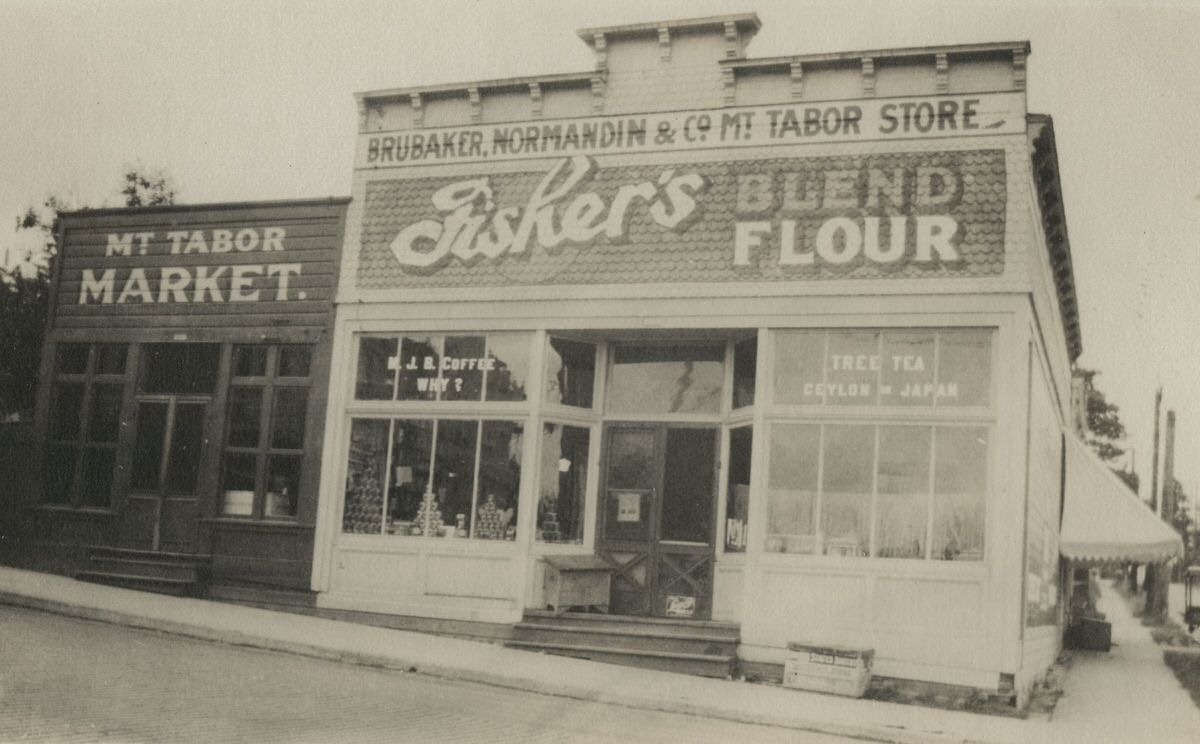 BRUBAKER, NORMANDIN & Co MT TABOR STORE
Fisher's BLEND
FLOUR
MT TABOR
MARKET.
M. J. B. COFFEE
WHY?
TREE TEA
CEYLON OR JAPAN